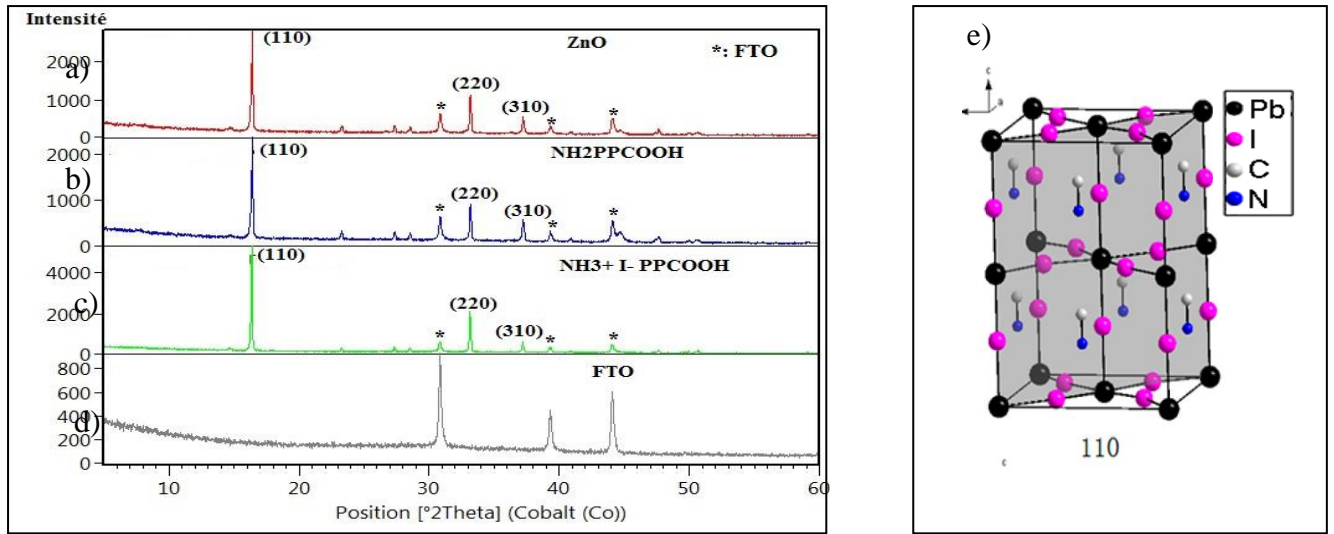 Intensité
(110)
ZnO
*: FTO
2000
a)
(220)
1000
(310)
*
*
*
0
2000
(110)
NH2PPCOOH
b)
1000
(220)
(310)
*
*
*
0
(110)
NH3+ I- PPCOOH
4000
c)
(220)
2000
(310)
*
*
*
0
800
FTO
600
400
d)
200
0
10 20 30 40 50 60
Position [°2Theta] (Cobalt (Co))
e)
c
a
Pb
I
C
N
110
c